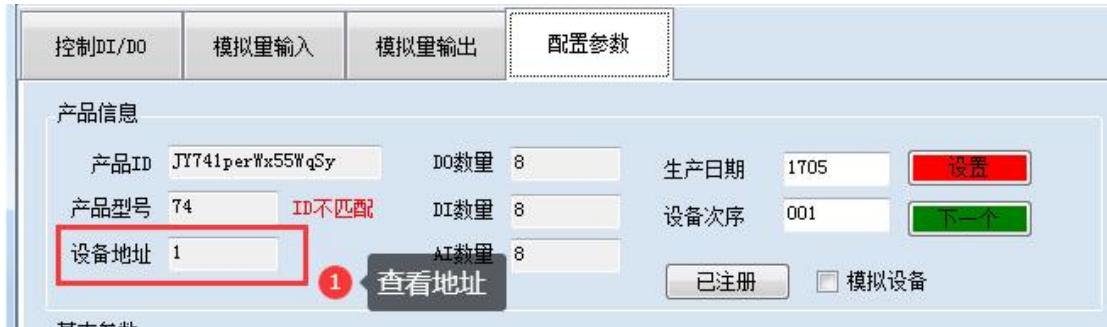 控制DI/DO 模拟里输入 模拟里输出 配置参数
产品信息
产品ID JY741perWx55WqSy DO数量 8 生产日期 1705 设置
产品型号 74 ID不匹配 DI数量 8 设备次序 001 下一个
设备地址 1 AI数量 8
1 查看地址
已注册 模拟设备